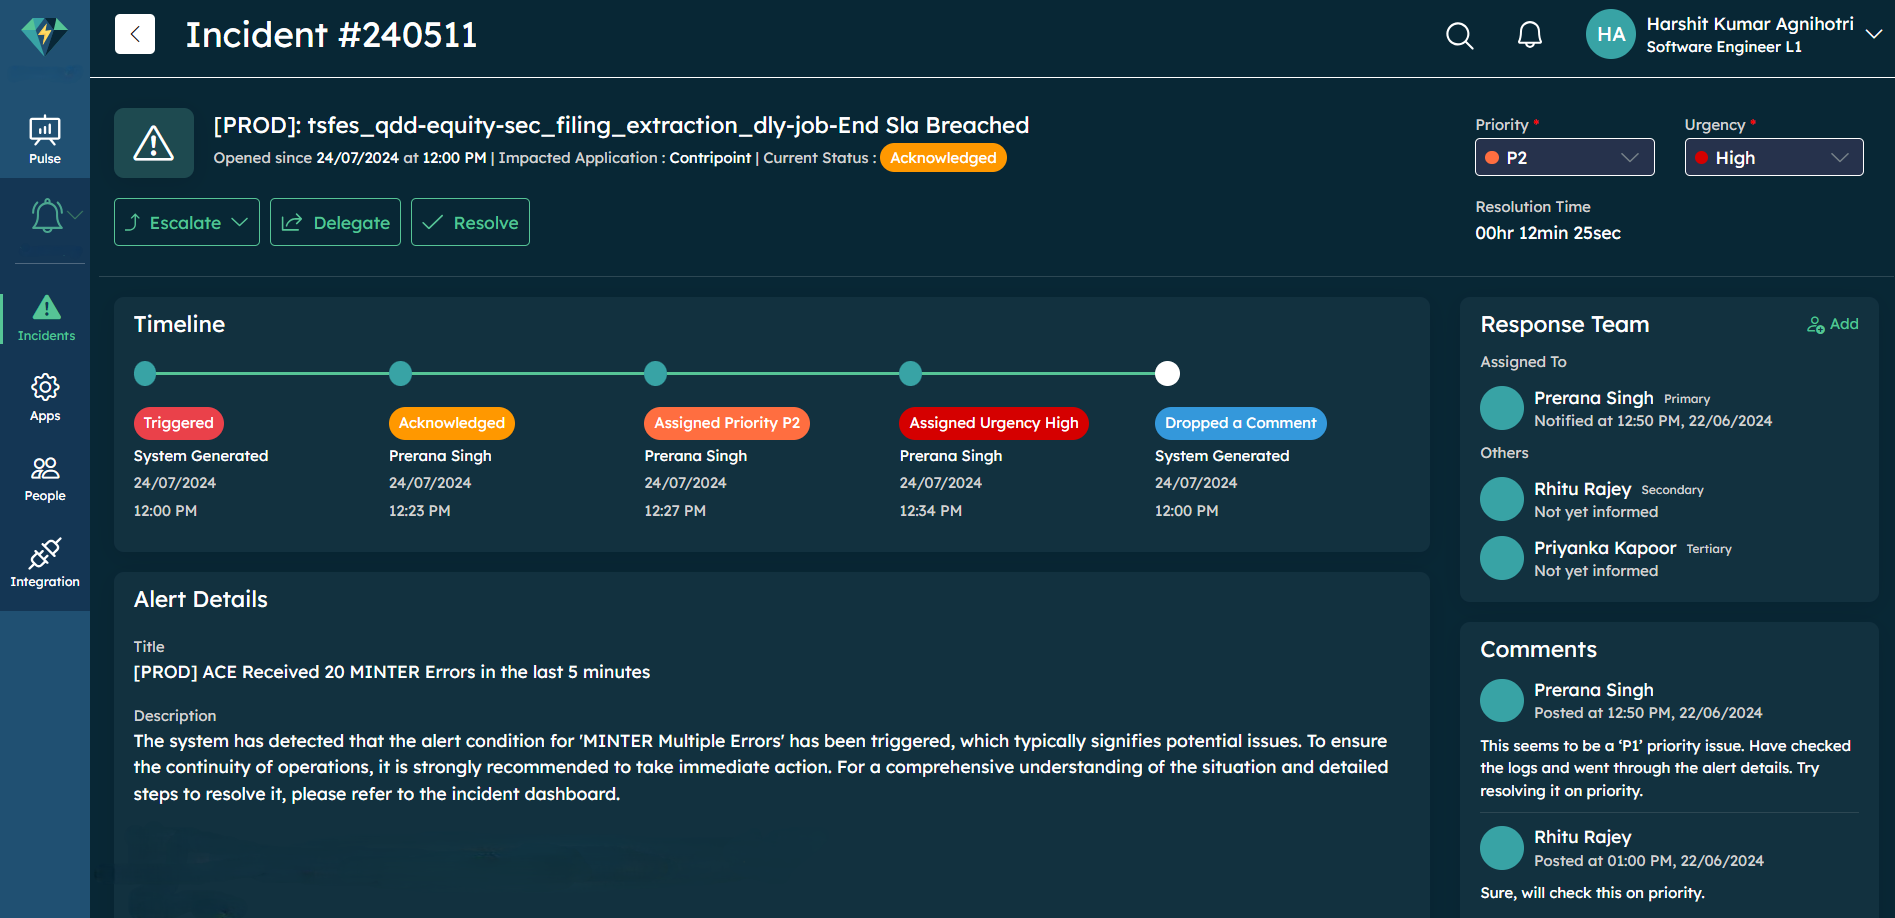 Incident #240511
HA
Harshit Kumar Agnihotri
Software Engineer L1
Pulse
Incidents
Apps
People
Integration
[PROD]: tsfes_qdd-equity-sec_filing_extraction_dly-job-End Sla Breached
Opened since 24/07/2024 at 12:00 PM | Impacted Application : Contripoint | Current Status : Acknowledged
Escalate
Delegate
Resolve
Priority *
P2
Urgency *
High
Resolution Time
00hr 12min 25sec
Timeline
Triggered
System Generated
24/07/2024
12:00 PM
Acknowledged
Prerana Singh
24/07/2024
12:23 PM
Assigned Priority P2
Prerana Singh
24/07/2024
12:27 PM
Assigned Urgency High
Prerana Singh
24/07/2024
12:34 PM
Dropped a Comment
System Generated
24/07/2024
12:00 PM
Alert Details
Title
[PROD] ACE Received 20 MINTER Errors in the last 5 minutes
Description
The system has detected that the alert condition for 'MINTER Multiple Errors' has been triggered, which typically signifies potential issues. To ensure
the continuity of operations, it is strongly recommended to take immediate action. For a comprehensive understanding of the situation and detailed
steps to resolve it, please refer to the incident dashboard.
Response Team
Add
Assigned To
Prerana Singh Primary
Notified at 12:50 PM, 22/06/2024
Others
Rhitu Rajey Secondary
Not yet informed
Priyanka Kapoor Tertiary
Not yet informed
Comments
Prerana Singh
Posted at 12:50 PM, 22/06/2024
This seems to be a ‘P1’ priority issue. Have checked
the logs and went through the alert details. Try
resolving it on priority.
Rhitu Rajey
Posted at 01:00 PM, 22/06/2024
Sure, will check this on priority.